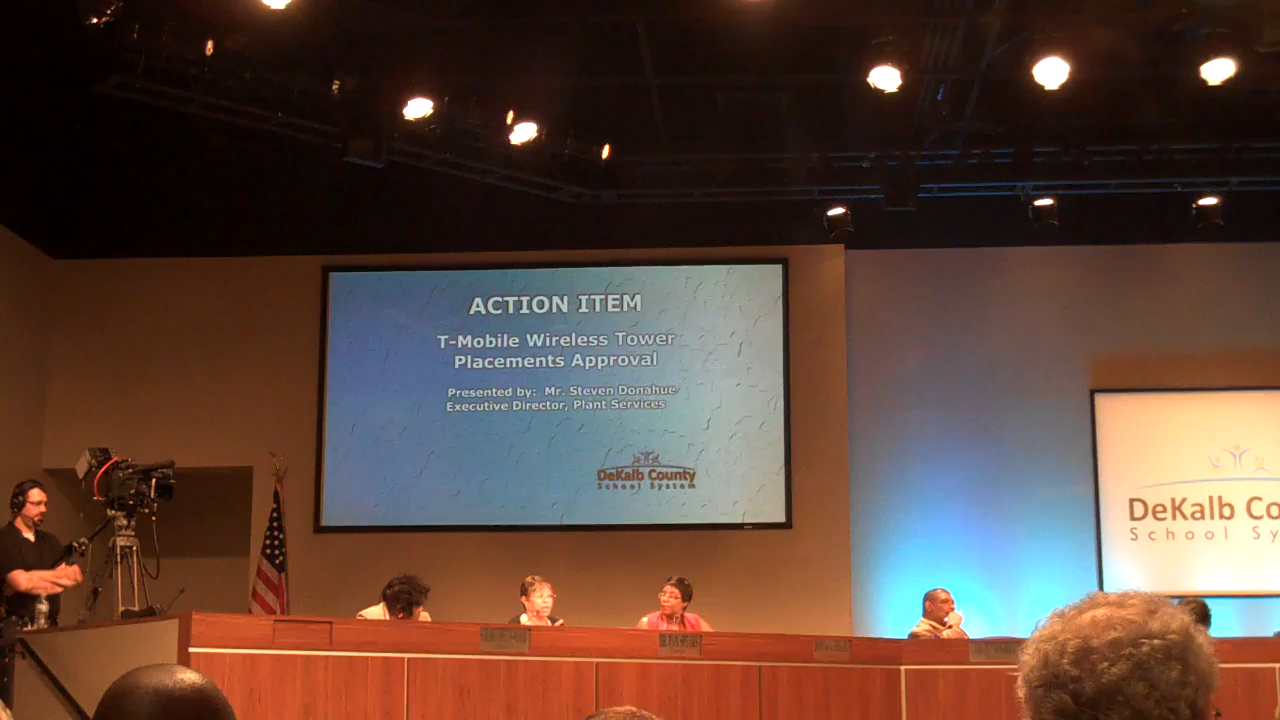 ACTION ITEM
T-Mobile Wireless Tower
Placements Approval
Presented by: Mr. Steven Donahue
Executive Director, Plant Services
DeKalb County
School System
DeKalb Co
School Sy